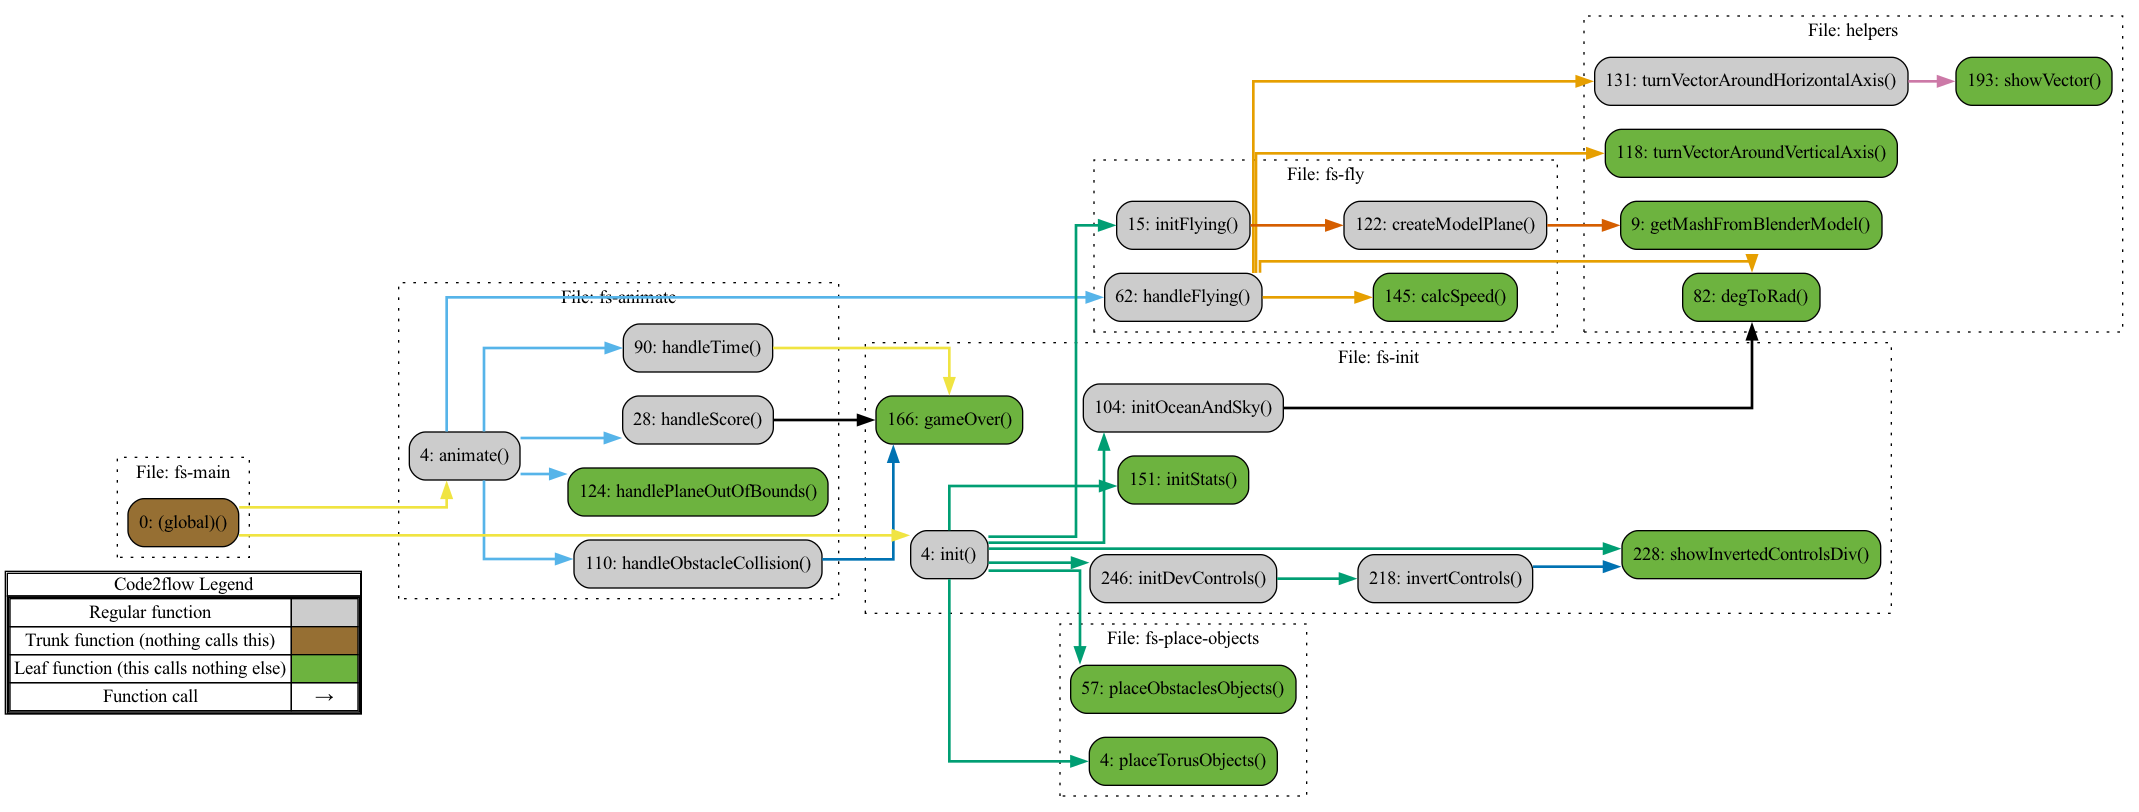 File: helpers
131: turnVectorAroundHorizontalAxis()
193: showVector()
118: turnVectorAroundVerticalAxis()
File: fs-fly
15: initFlying()
122: createModelPlane()
9: getMashFromBlenderModel()
62: handleFlying()
145: calcSpeed()
82: degToRad()
File: fs-animate
90: handleTime()
28: handleScore()
4: animate()
124: handlePlaneOutOfBounds()
110: handleObstacleCollision()
File: fs-init
166: gameOver()
104: initOceanAndSky()
151: initStats()
4: init()
228: showInvertedControlsDiv()
246: initDevControls()
218: invertControls()
File: fs-main
0: (global)()
File: fs-place-objects
57: placeObstaclesObjects()
4: placeTorusObjects()
Code2flow Legend
Regular function
Trunk function (nothing calls this)
Leaf function (this calls nothing else)
Function call →